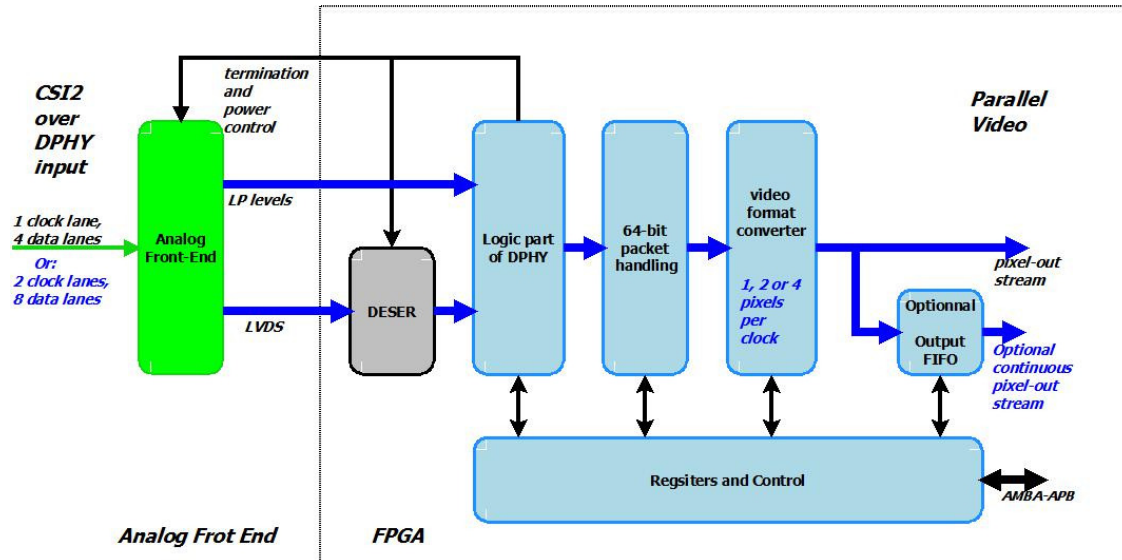 termination
and
power
control
CSI2
over
DPHY
input
Parallel
Video
1 clock lane,
4 data lanes
Or:
2 clock lanes,
8 data lanes
Analog
Front-End
LP levels
LVDS
DESER
Logic part
of DPHY
64-bit
packet
handling
video
format
converter
1, 2 or 4
pixels
per
clock
pixel-out
stream
Optionnal
Output
FIFO
Optional
continuous
pixel-out
stream
Regsiters and Control
AMBA-APB
Analog Frot End
FPGA